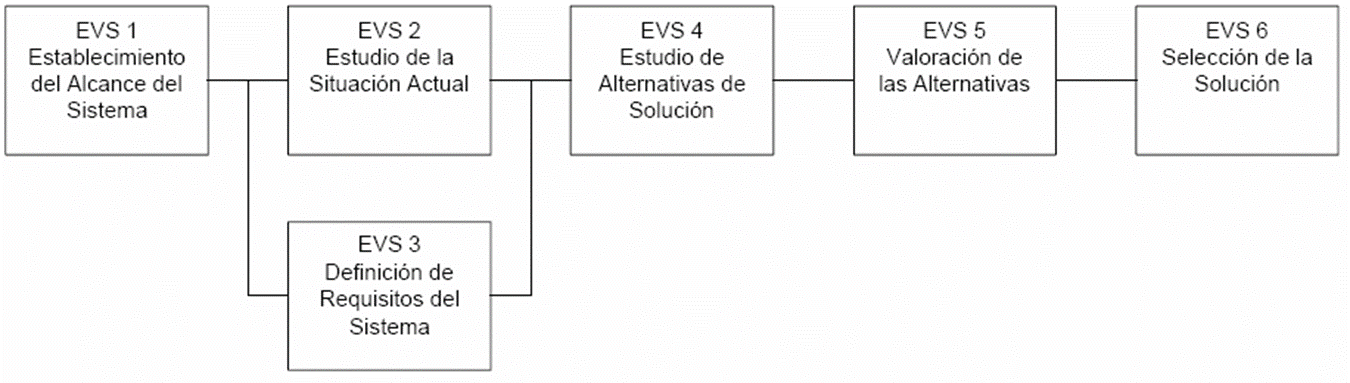 EVS 1
Establecimiento
del Alcance del
Sistema
EVS 2
Estudio de la
Situación Actual
EVS 4
Estudio de
Alternativas de
Solución
EVS 5
Valoración de
las Alternativas
EVS 6
Selección de la
Solución
EVS 3
Definición de
Requisitos del
Sistema